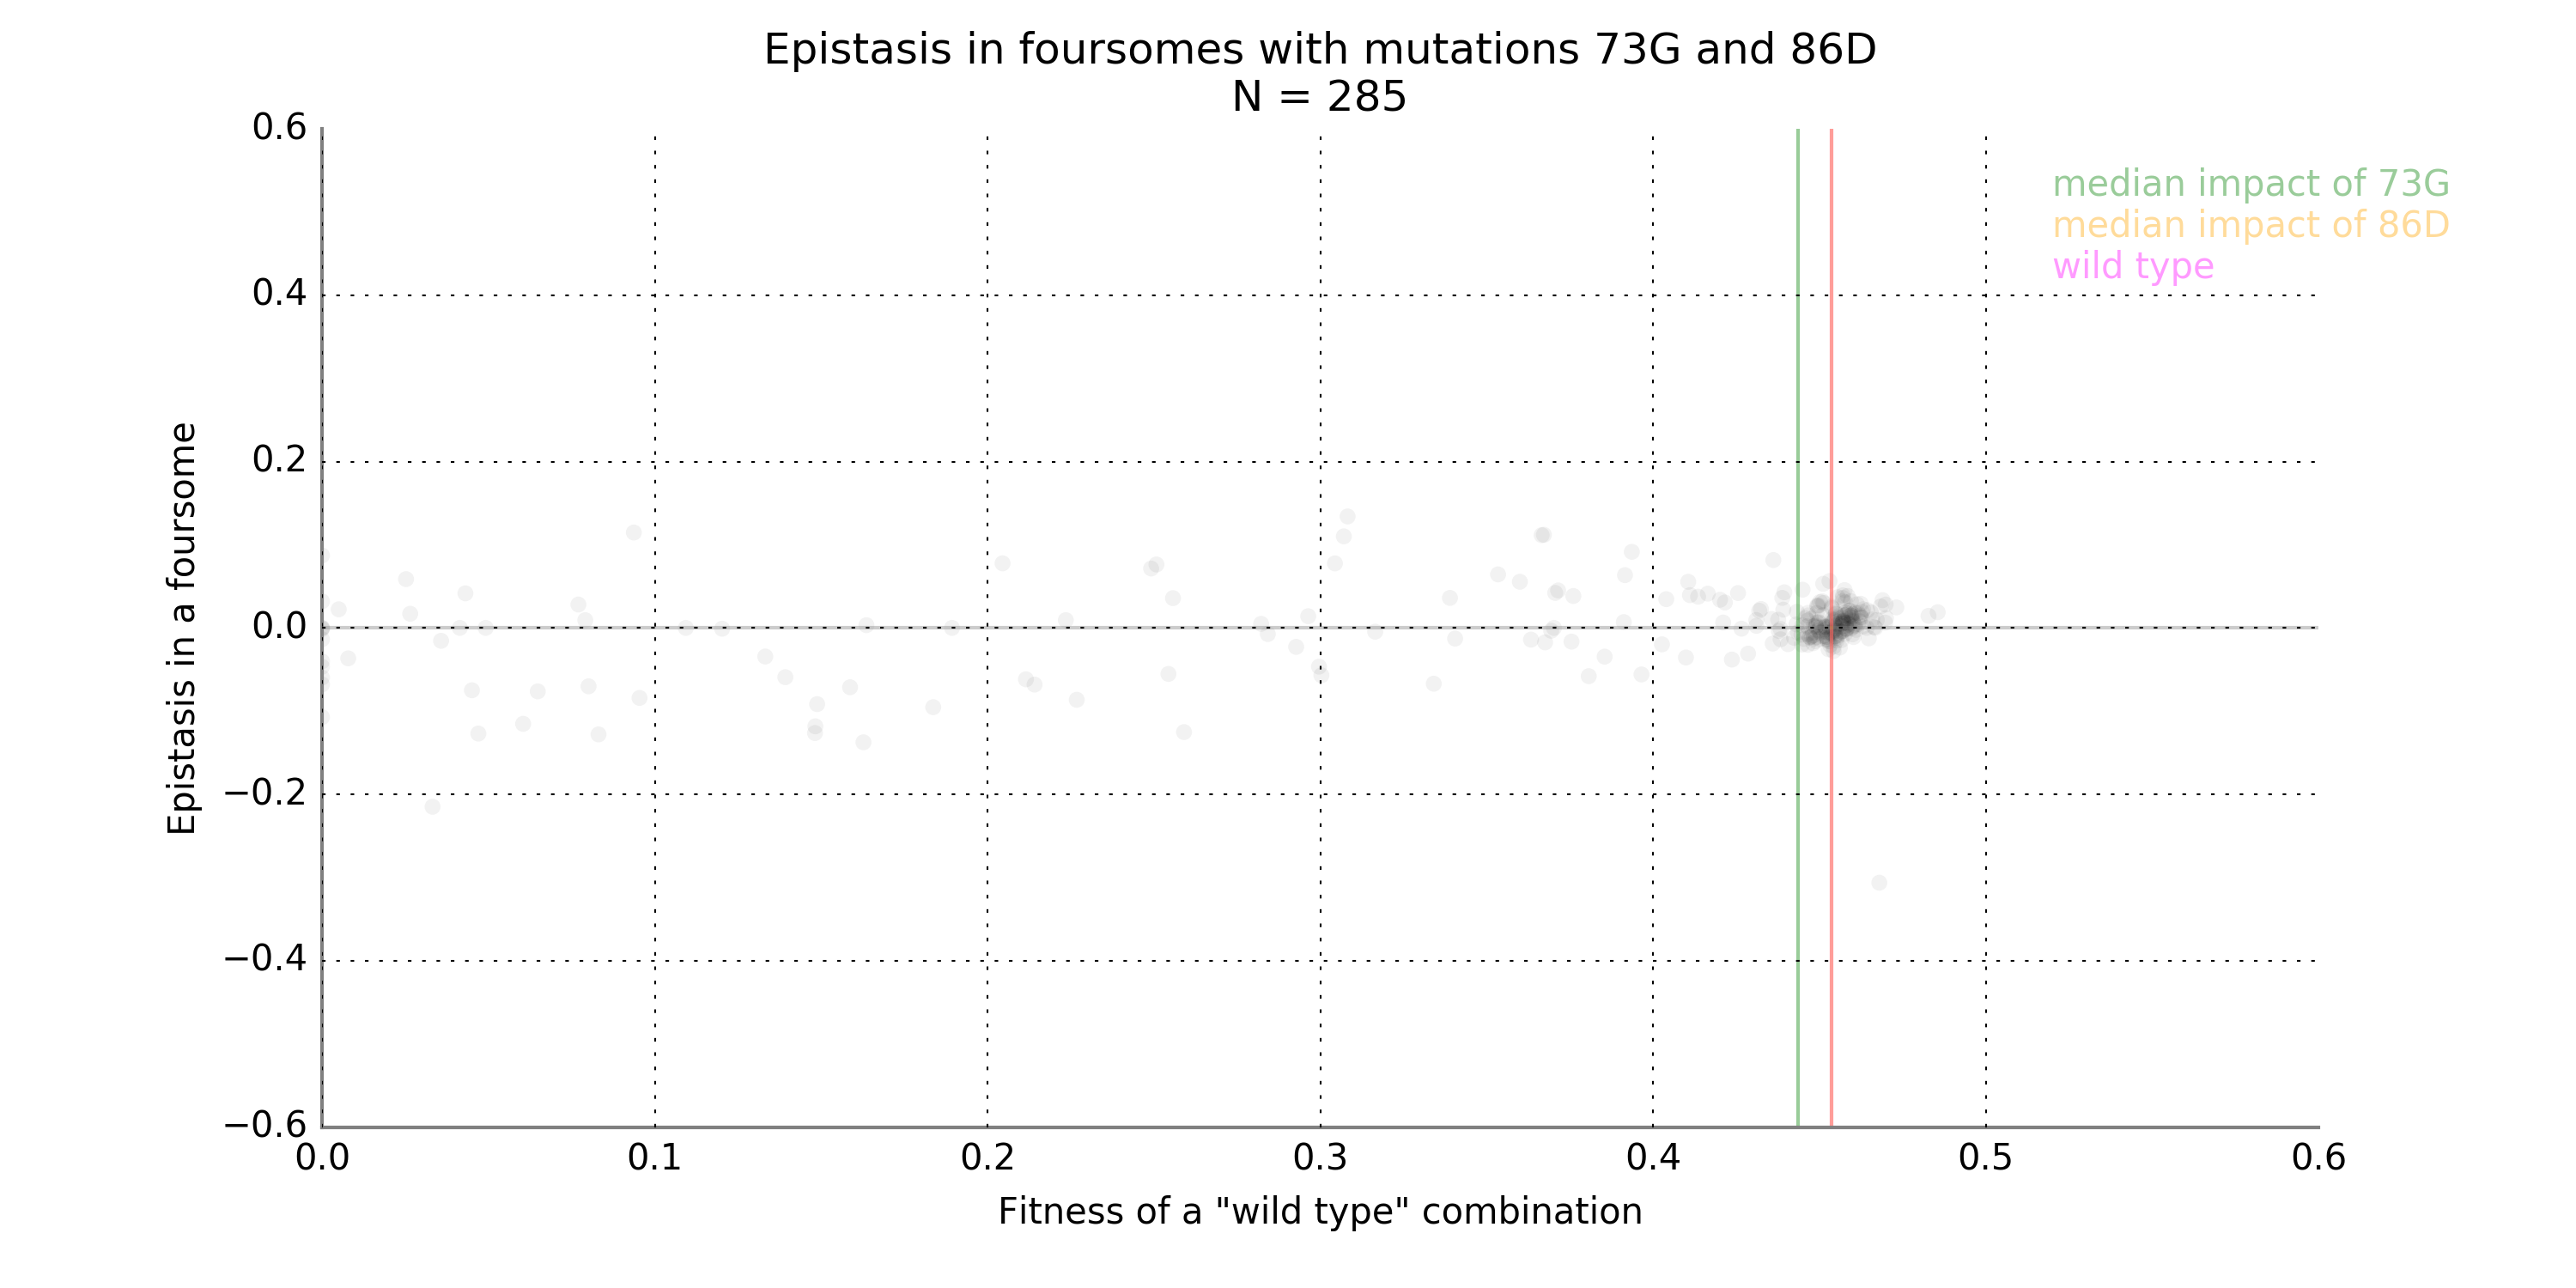 Epistasis in foursomes with mutations 73G and 86D
N = 285
0.6
median impact of 73G
median impact of 86D
wild type
0.4
0.2
0.0
−0.2
−0.4
−0.6
Epistasis in a foursome
0.0 0.1 0.2 0.3 0.4 0.5 0.6
Fitness of a "wild type" combination